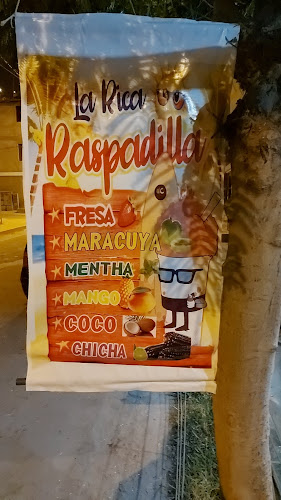 La Rica
Raspadilla
FRESA
MARACUYA
MENTHA
MANGO
COCO
CHICHA